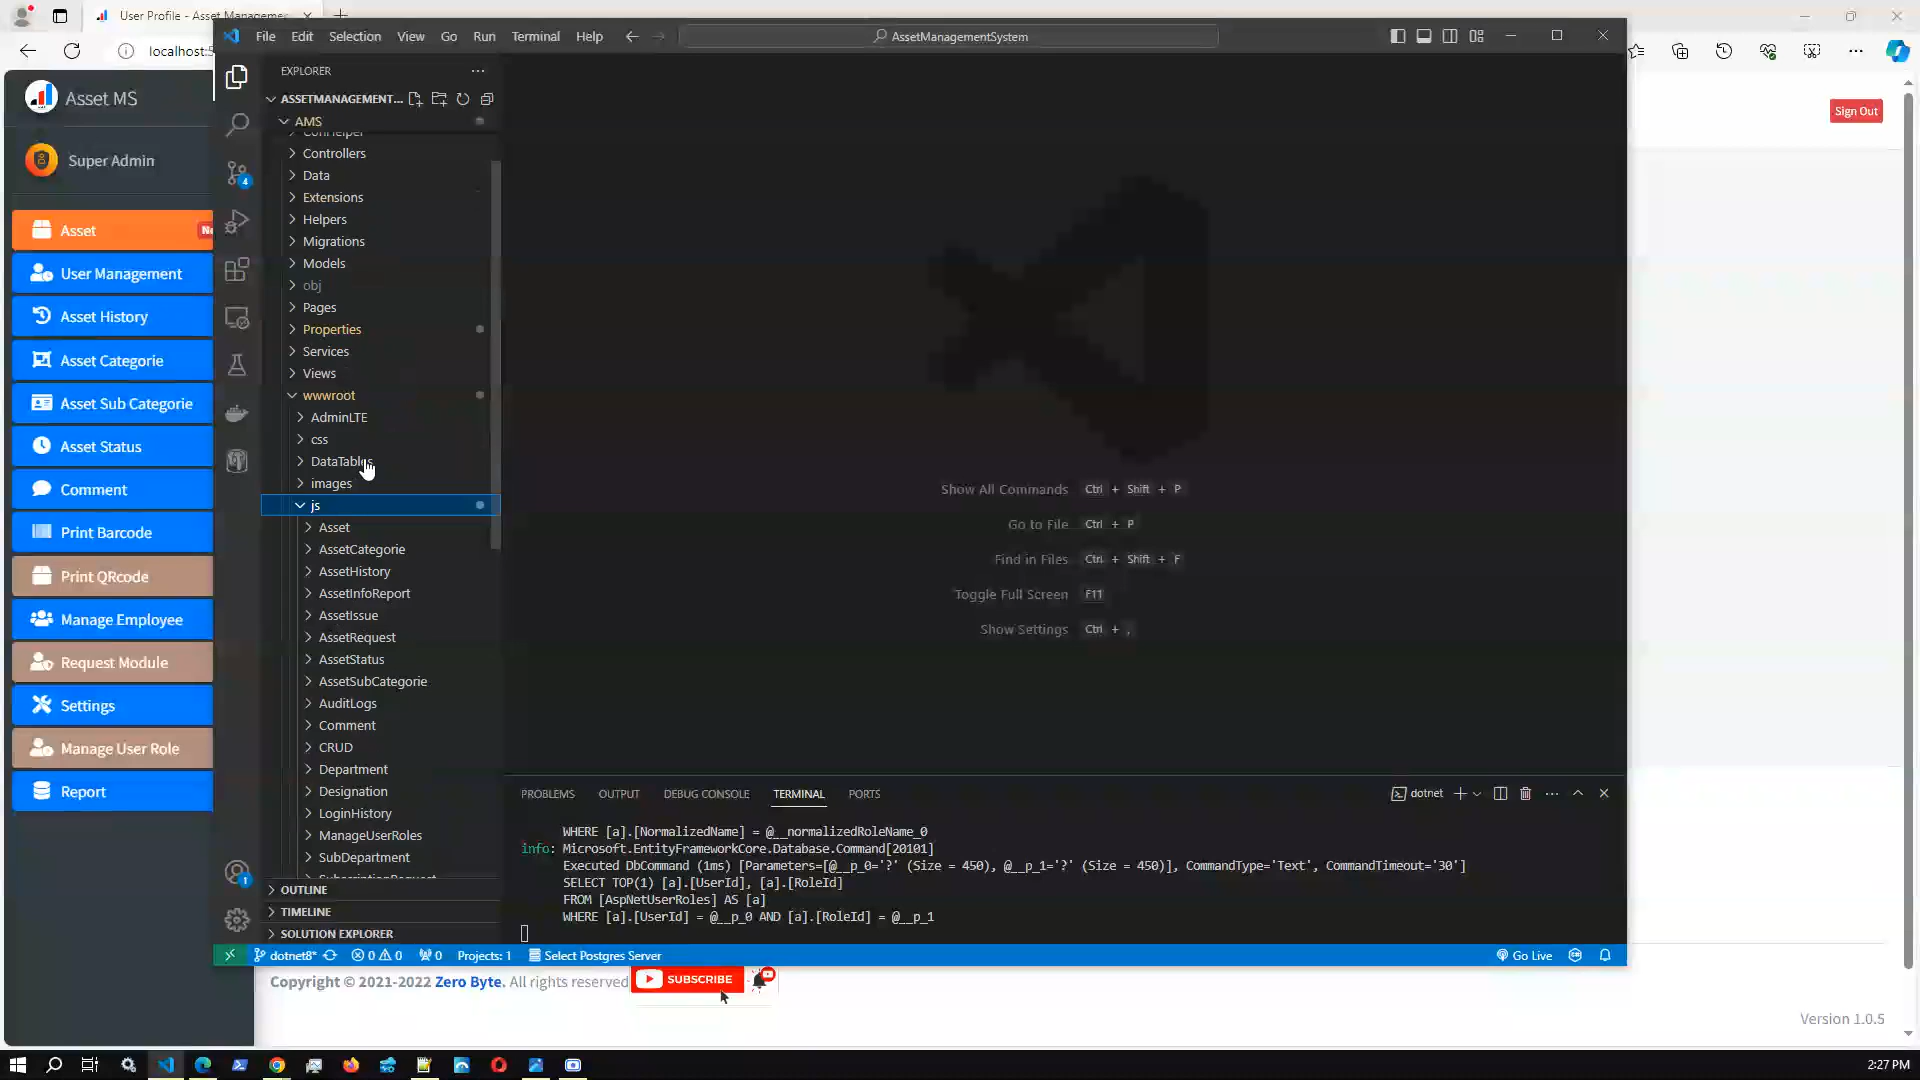 User Profile - Asset Manageme
localhost:5
File Edit Selection View Go Run Terminal Help
AssetManagementSystem
Asset MS
Super Admin
Asset
User Management
Asset History
Asset Categorie
Asset Sub Categorie
Asset Status
Comment
Print Barcode
Print QRcode
Manage Employee
Request Module
Settings
Manage User Role
Report
EXPLORER
ASSETMANAGEMENT...
AMS
Controllers
Data
Extensions
Helpers
Migrations
Models
obj
Pages
Properties
Services
Views
wwwroot
AdminLTE
css
DataTables
images
js
Asset
AssetCategorie
AssetHistory
AssetInfoReport
AssetIssue
AssetRequest
AssetStatus
AssetSubCategorie
AuditLogs
Comment
CRUD
Department
Designation
LoginHistory
ManageUserRoles
SubDepartment
OUTLINE
TIMELINE
SOLUTION EXPLORER
4
1
Show All Commands Ctrl + Shift + P
Go to File Ctrl + P
Find in Files Ctrl + Shift + F
Toggle Full Screen F11
Show Settings Ctrl + ,
Sign Out
PROBLEMS OUTPUT DEBUG CONSOLE TERMINAL PORTS
dotnet
WHERE [a].[NormalizedName] = @__normalizedRoleName_0
info: Microsoft.EntityFrameworkCore.Database.Command[20101]
Executed DbCommand (1ms) [Parameters=[@__p_0='?' (Size = 450), @__p_1='?' (Size = 450)], CommandType='Text', CommandTimeout='30']
SELECT TOP(1) [a].[UserId], [a].[RoleId]
FROM [AspNetUserRoles] AS [a]
WHERE [a].[UserId] = @__p_0 AND [a].[RoleId] = @__p_1
dotnet8* 0 0 0 Projects: 1 Select Postgres Server
Go Live
Copyright © 2021-2022 Zero Byte. All rights reserved
SUBSCRIBE
Version 1.0.5
2:27 PM